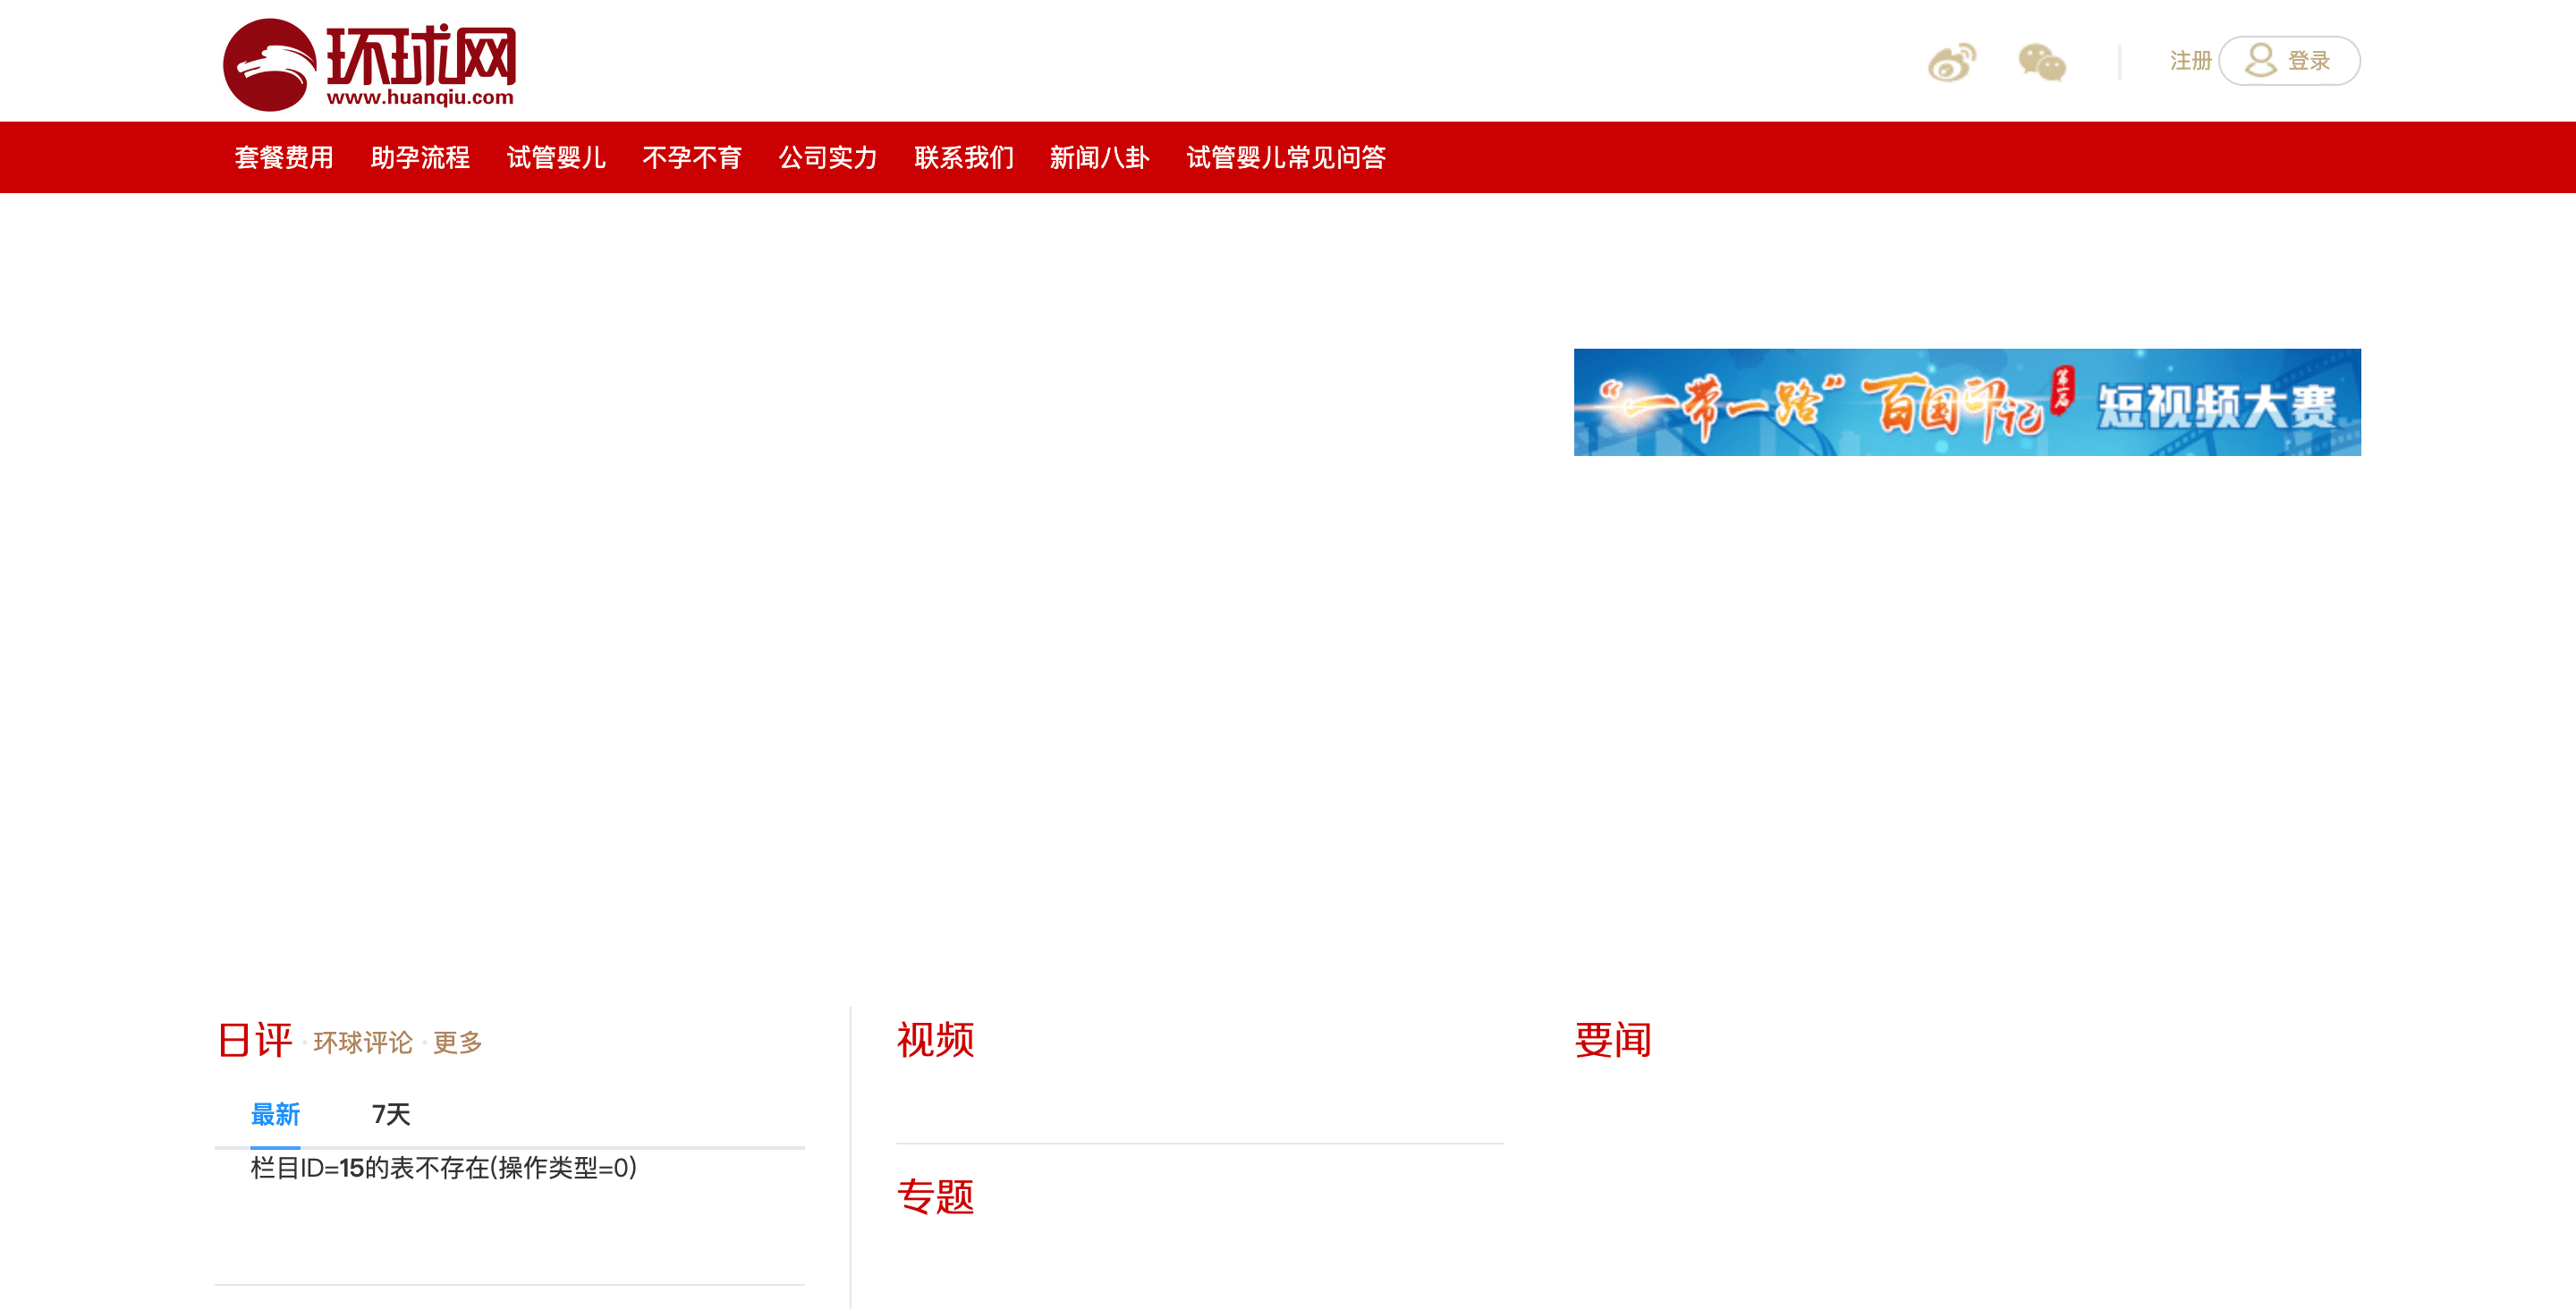 环球网
www.huanqiu.com
注册 登录
套餐费用 助孕流程 试管婴儿 不孕不育 公司实力 联系我们 新闻八卦 试管婴儿常见问答
“一带一路”百国印记 第一届 短视频大赛
日评 · 环球评论 · 更多
最新 7天
栏目ID=15的表不存在(操作类型=0)
视频
专题
要闻